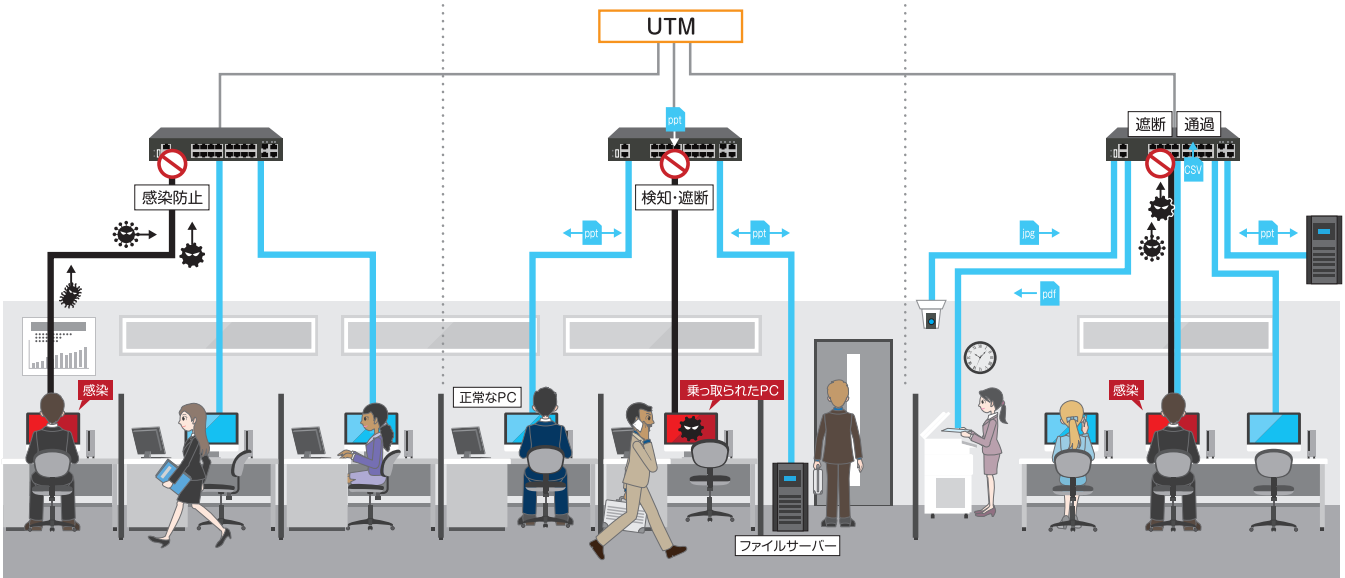 UTM
ppt
遮断
通過
感染防止
検知・遮断
CSV
ppt
ppt
jpg
ppt
pdf
感染
正常なPC
乗っ取られたPC
感染
ファイルサーバー